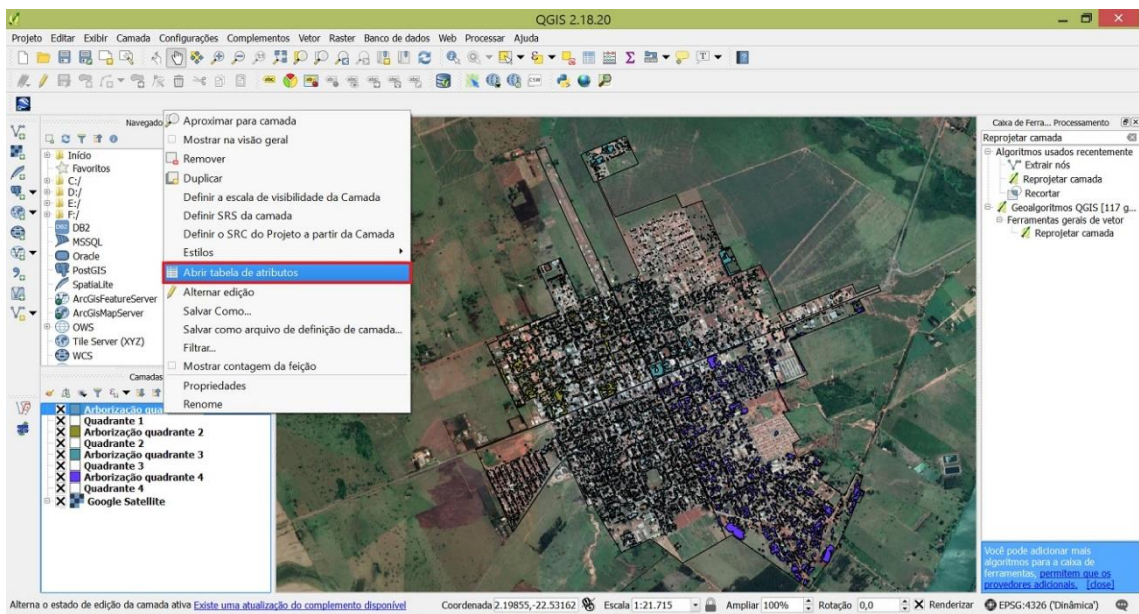 QGIS 2.18.20
Projeto Editar Exibir Camada Configurações Complementos Vetor Raster Banco de dados Web Processar Ajuda
Navegado
Início
Favoritos
C:/
D:/
E:/
F:/
DB2
MSSQL
Oracle
PostGIS
SpatiaLite
ArcGisFeatureServer
ArcGisMapServer
OWS
Tile Server (XYZ)
WCS
Aproximar para camada
Mostrar na visão geral
Remover
Duplicar
Definir a escala de visibilidade da Camada
Definir SRS da camada
Definir o SRC do Projeto a partir da Camada
Estilos
Abrir tabela de atributos
Alternar edição
Salvar Como...
Salvar como arquivo de definição de camada...
Filtrar...
Mostrar contagem da feição
Propriedades
Renome
Camadas
Arborização qua
Quadrante 1
Arborização quadrante 2
Quadrante 2
Arborização quadrante 3
Quadrante 3
Arborização quadrante 4
Quadrante 4
Google Satellite
Caixa de Ferra... Processamento
Reprojetar camada
Algoritmos usados recentemente
Extrair nós
Reprojetar camada
Recortar
Geoalgoritmos QGIS [117 g...
Ferramentas gerais de vetor
Reprojetar camada
Você pode adicionar mais
algoritmos para a caixa de
ferramentas, permitem que os
provedores adicionais. [close]
Alterna o estado de edição da camada ativa Existe uma atualização do complemento disponível Coordenada 2.19855,-22.53162 Escala 1:21.715 Ampliar 100% Rotação 0,0 Renderizar EPSG:4326 ('Dinâmica')